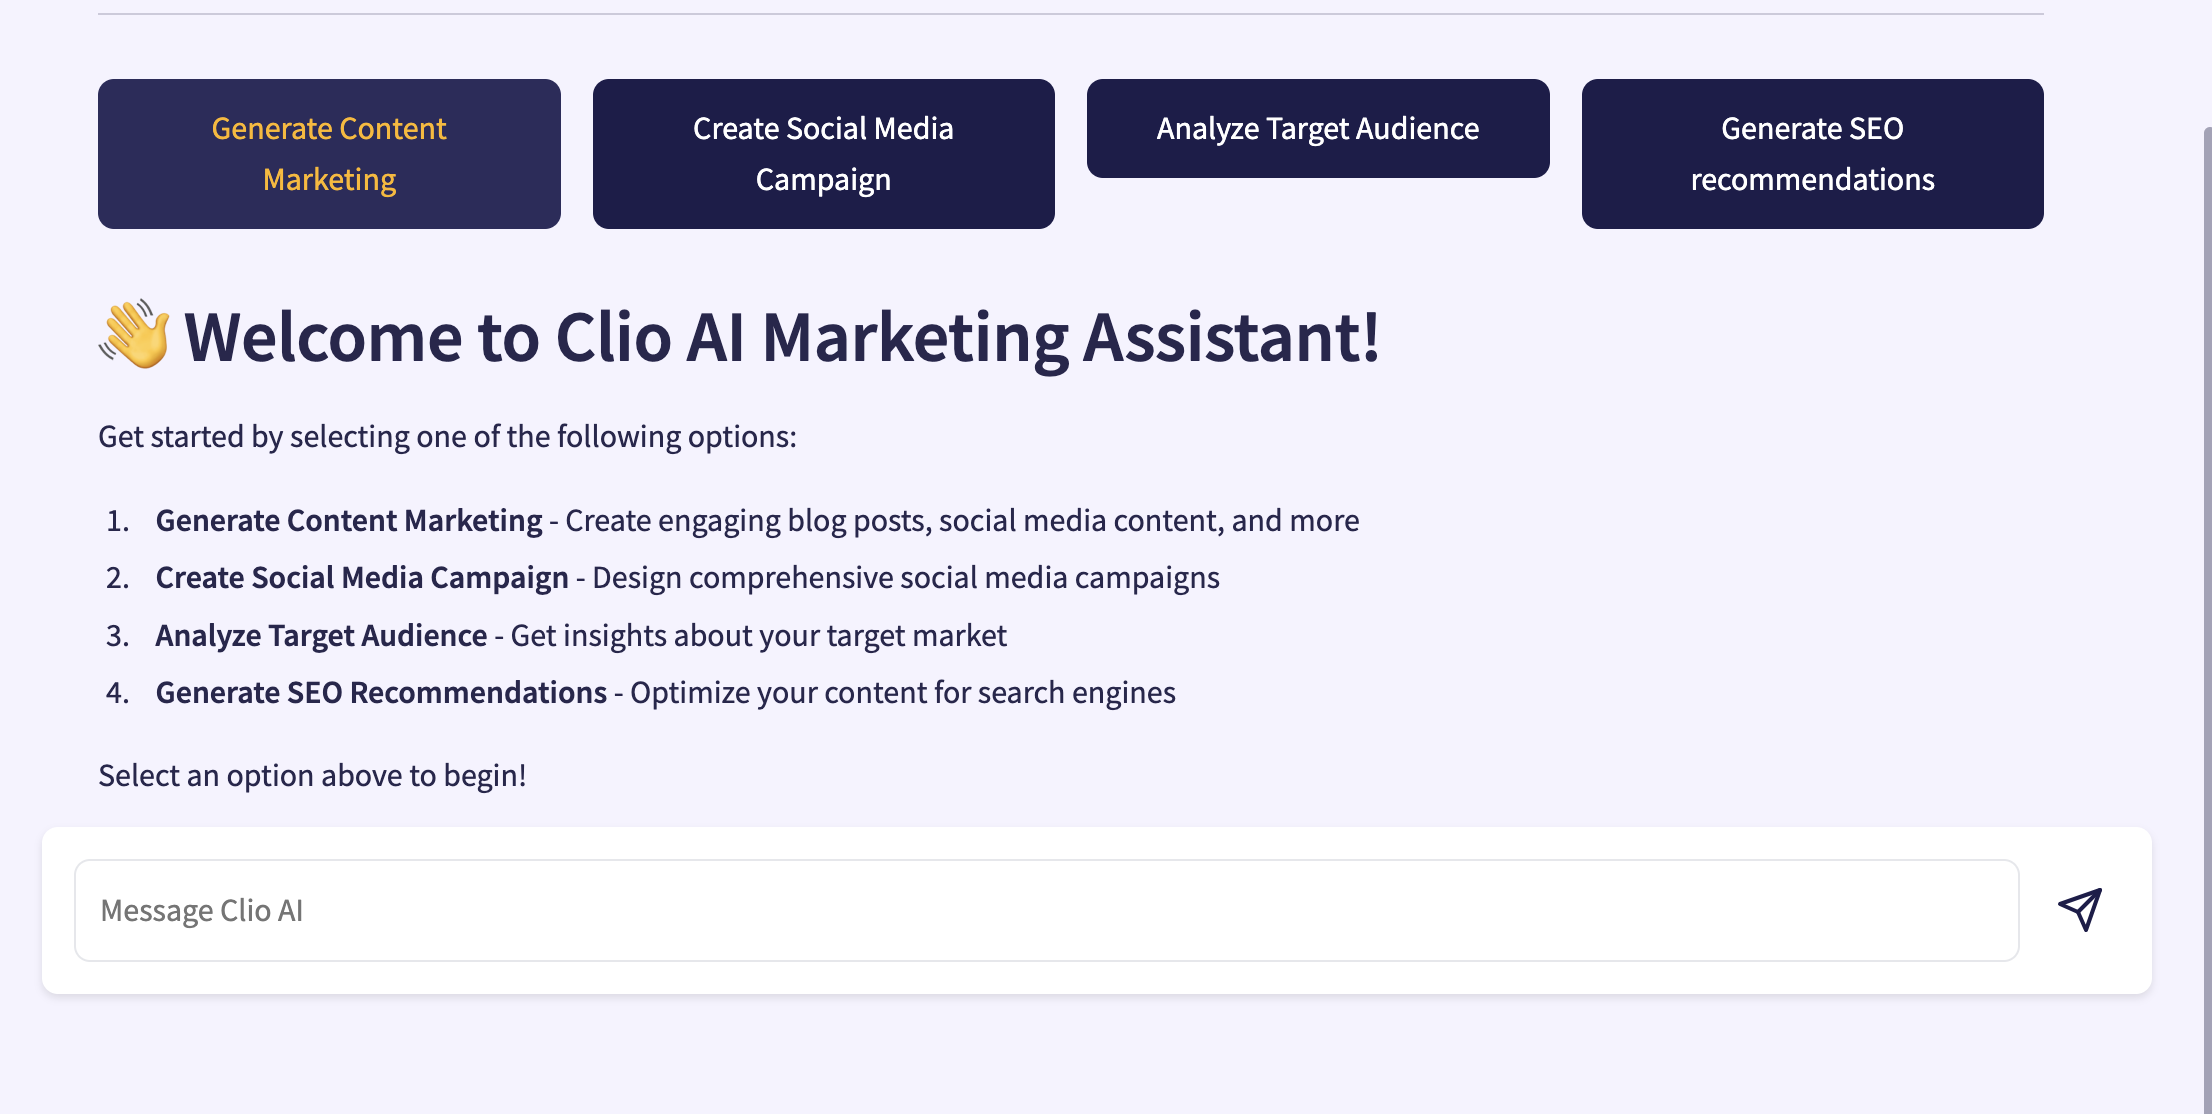 Generate Content
Marketing
Create Social Media
Campaign
Analyze Target Audience
Generate SEO
recommendations
👋 Welcome to Clio AI Marketing Assistant!
Get started by selecting one of the following options:
1. Generate Content Marketing - Create engaging blog posts, social media content, and more
2. Create Social Media Campaign - Design comprehensive social media campaigns
3. Analyze Target Audience - Get insights about your target market
4. Generate SEO Recommendations - Optimize your content for search engines
Select an option above to begin!
Message Clio AI